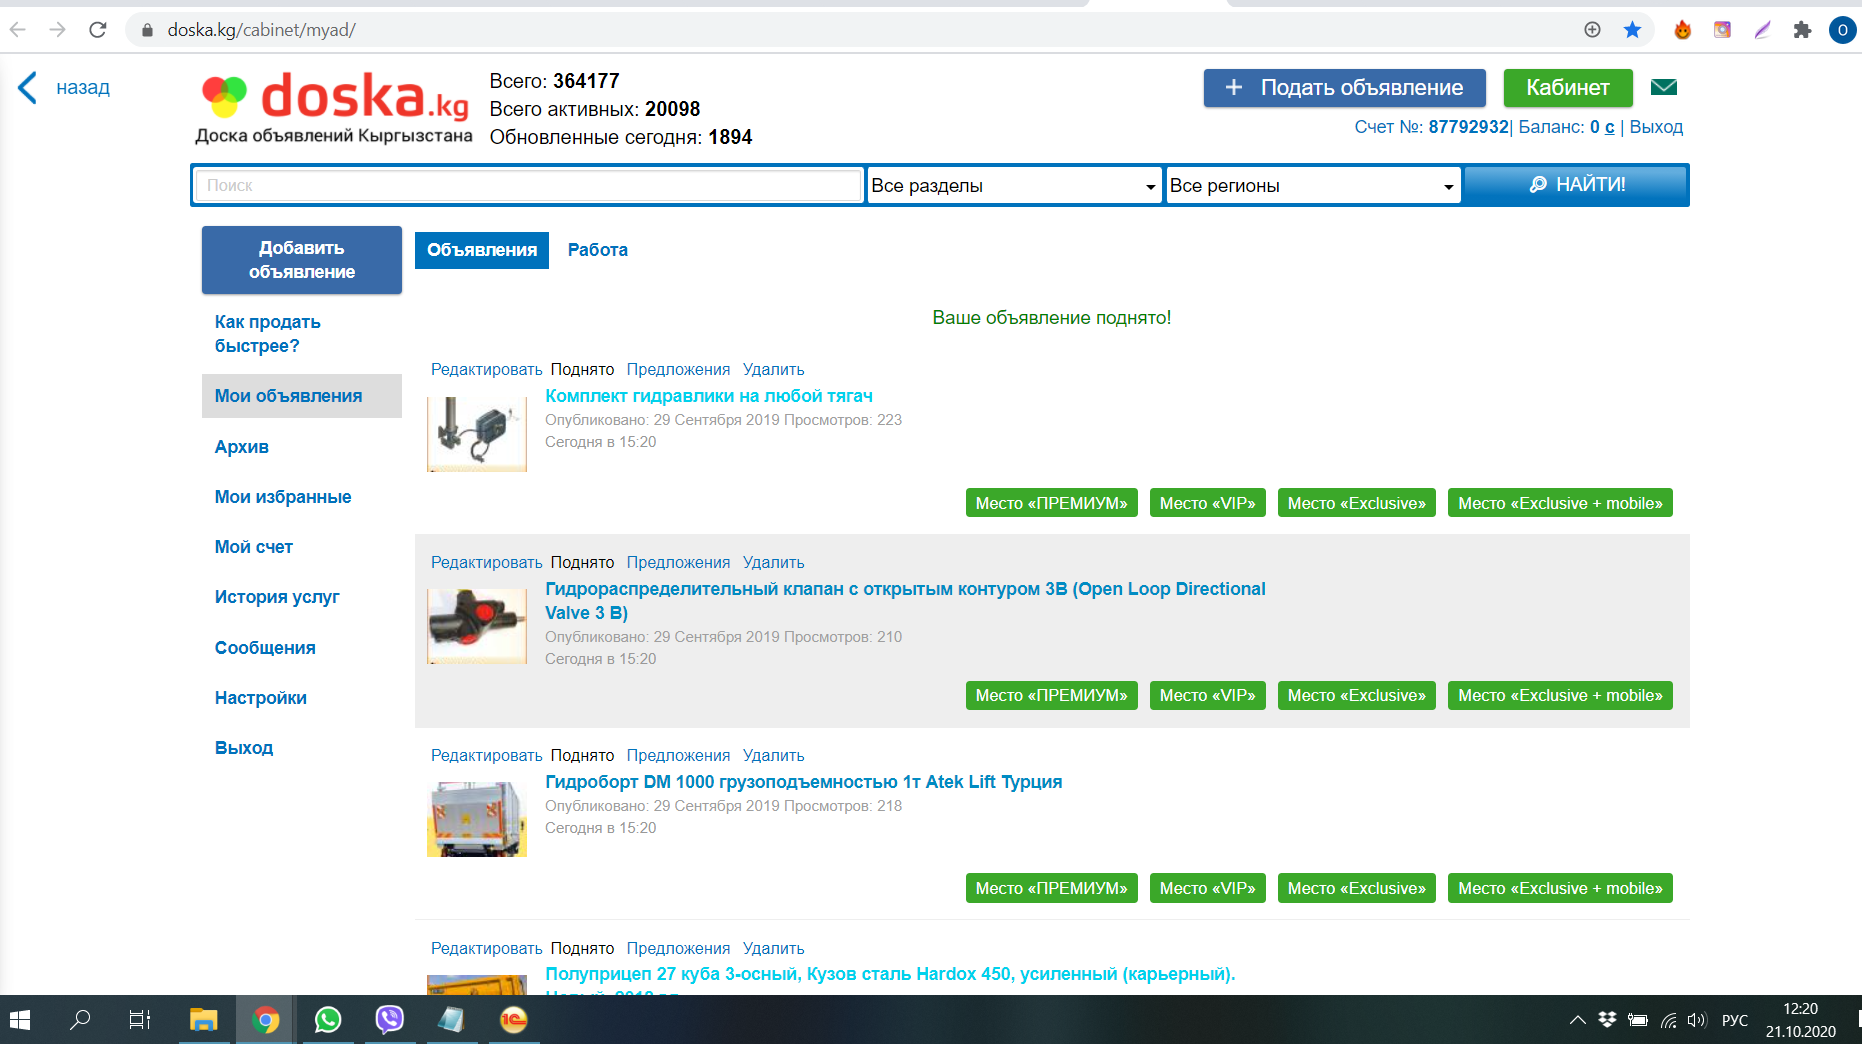 doska.kg/cabinet/myad/
O
назад
doska.kg
Доска объявлений Кыргызстана
Всего: 364177
Всего активных: 20098
Обновленные сегодня: 1894
+ Подать объявление
Кабинет
Счет №: 87792932| Баланс: 0 с | Выход
Поиск
Все разделы
Все регионы
НАЙТИ!
Добавить
объявление
Как продать
быстрее?
Мои объявления
Архив
Мои избранные
Мой счет
История услуг
Сообщения
Настройки
Выход
Объявления
Работа
Ваше объявление поднято!
Редактировать Поднято Предложения Удалить
Комплект гидравлики на любой тягач
Опубликовано: 29 Сентября 2019 Просмотров: 223
Сегодня в 15:20
Место «ПРЕМИУМ» Место «VIP» Место «Exclusive» Место «Exclusive + mobile»
Редактировать Поднято Предложения Удалить
Гидрораспределительный клапан с открытым контуром 3В (Open Loop Directional
Valve 3 B)
Опубликовано: 29 Сентября 2019 Просмотров: 210
Сегодня в 15:20
Место «ПРЕМИУМ» Место «VIP» Место «Exclusive» Место «Exclusive + mobile»
Редактировать Поднято Предложения Удалить
Гидроборт DM 1000 грузоподъемностью 1т Atek Lift Турция
Опубликовано: 29 Сентября 2019 Просмотров: 218
Сегодня в 15:20
Место «ПРЕМИУМ» Место «VIP» Место «Exclusive» Место «Exclusive + mobile»
Редактировать Поднято Предложения Удалить
Полуприцеп 27 куба 3-осный, Кузов сталь Hardox 450, усиленный (карьерный).
1С
РУС
12:20
21.10.2020